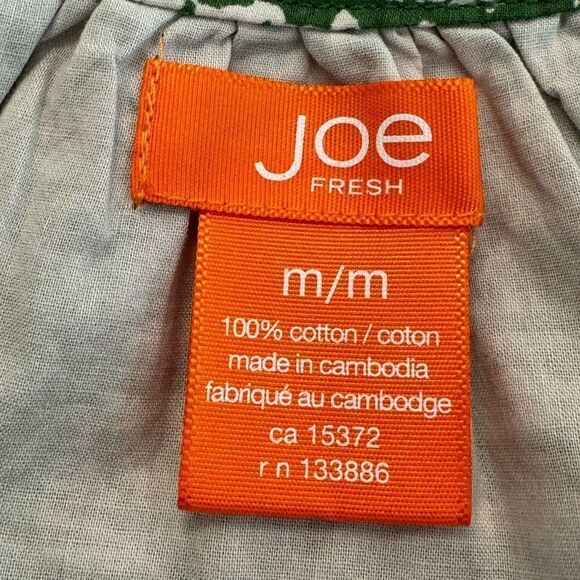 Joe
FRESH
m/m
100% cotton / coton
made in cambodia
fabriqué au cambodge
ca 15372
r n 133886